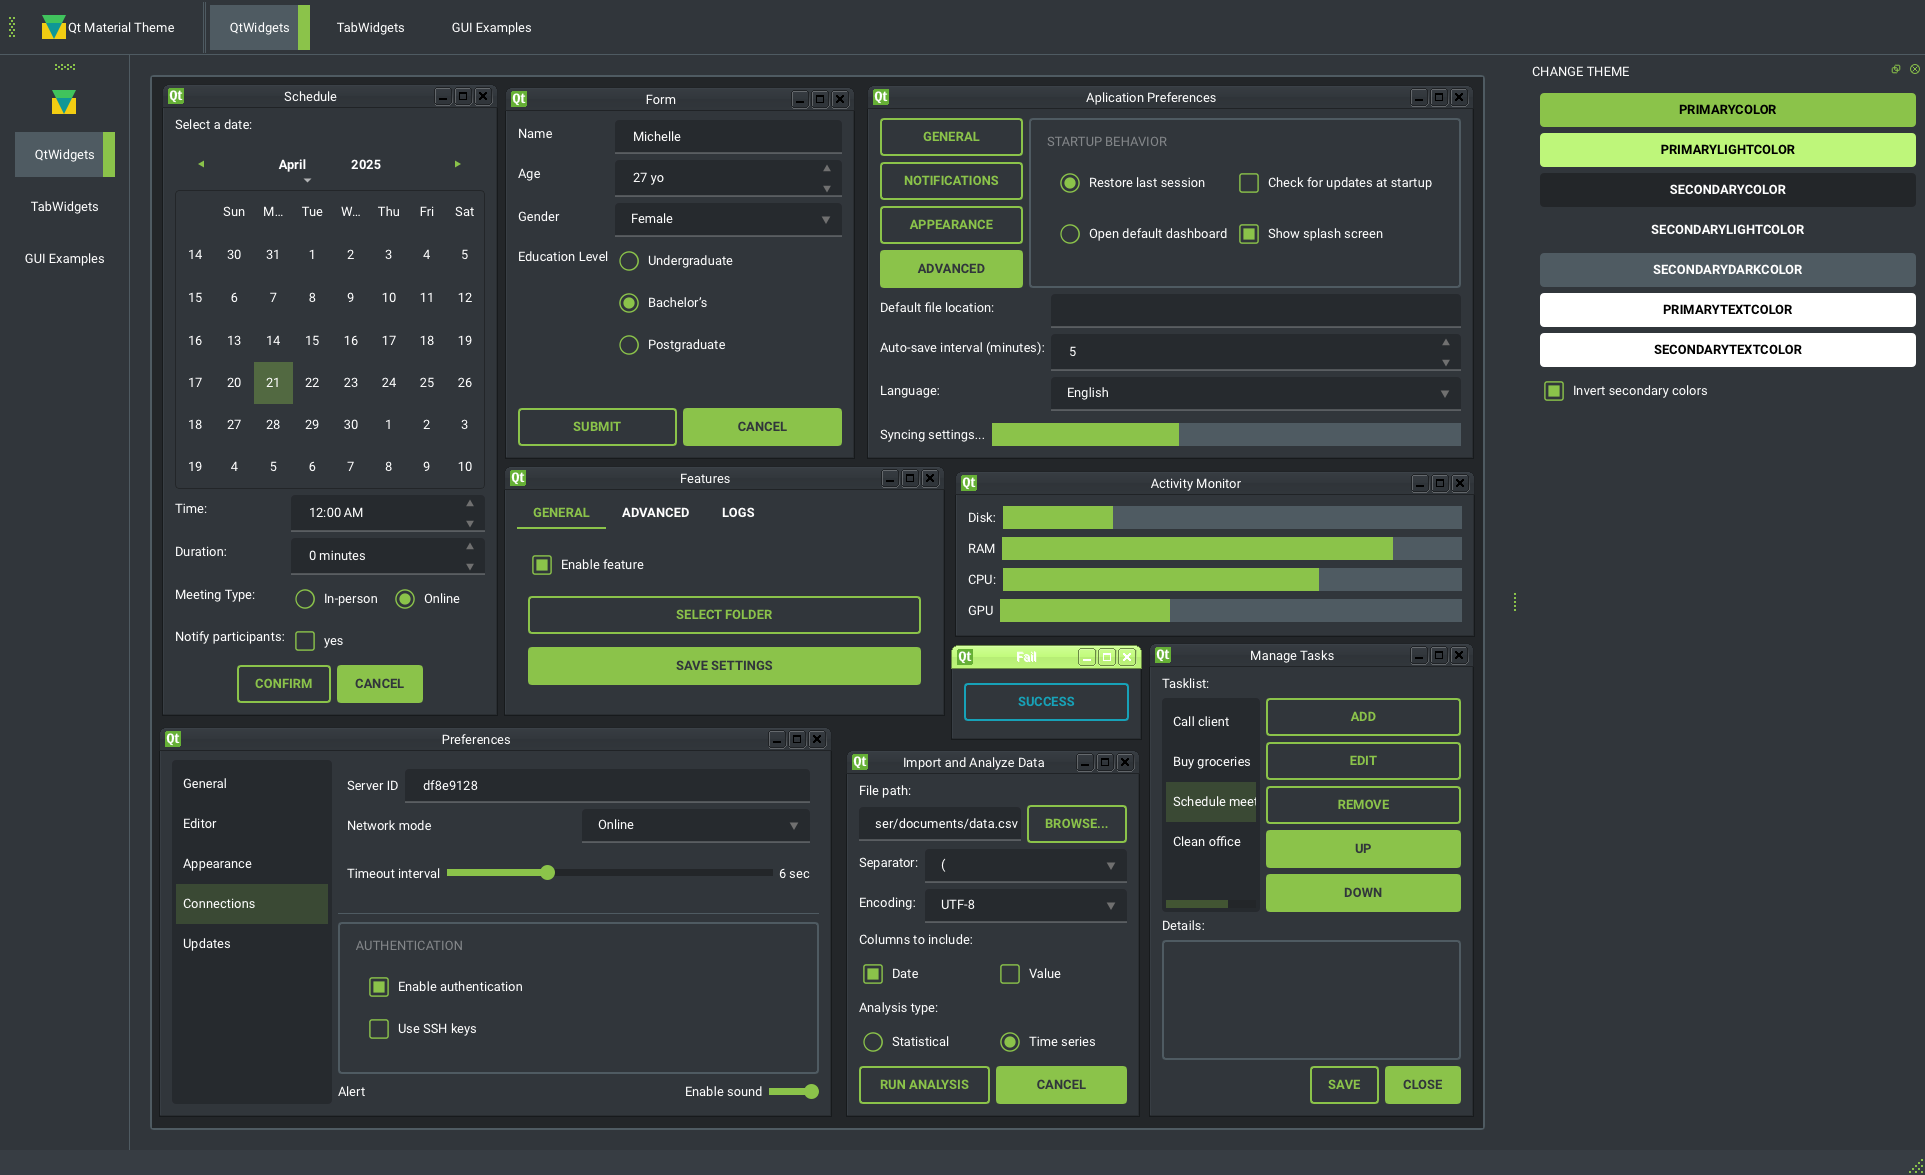 Qt Material Theme
QtWidgets
TabWidgets
GUI Examples
QtWidgets
TabWidgets
GUI Examples
Qt Schedule
Select a date:
April 2025
Sun M... Tue W... Thu Fri Sat
14 30 31 1 2 3 4 5
15 6 7 8 9 10 11 12
16 13 14 15 16 17 18 19
17 20 21 22 23 24 25 26
18 27 28 29 30 1 2 3
19 4 5 6 7 8 9 10
Time: 12:00 AM
Duration: 0 minutes
Meeting Type: In-person Online
Notify participants: yes
CONFIRM CANCEL
Qt Form
Name Michelle
Age 27 yo
Gender Female
Education Level Undergraduate
Bachelor's
Postgraduate
SUBMIT CANCEL
Qt Aplication Preferences
GENERAL
NOTIFICATIONS
APPEARANCE
ADVANCED
STARTUP BEHAVIOR
Restore last session Check for updates at startup
Open default dashboard Show splash screen
Default file location:
Auto-save interval (minutes): 5
Language: English
Syncing settings...
Qt Features
GENERAL ADVANCED LOGS
Enable feature
SELECT FOLDER
SAVE SETTINGS
Qt Activity Monitor
Disk:
RAM
CPU:
GPU
Qt Fail
SUCCESS
Qt Manage Tasks
Tasklist:
Call client
Buy groceries
Schedule meet
Clean office
ADD
EDIT
REMOVE
UP
DOWN
Details:
SAVE CLOSE
Qt Preferences
General
Editor
Appearance
Connections
Updates
Server ID df8e9128
Network mode Online
Timeout interval 6 sec
AUTHENTICATION
Enable authentication
Use SSH keys
Alert Enable sound
Qt Import and Analyze Data
File path:
ser/documents/data.csv BROWSE...
Separator: (
Encoding: UTF-8
Columns to include:
Date Value
Analysis type:
Statistical Time series
RUN ANALYSIS CANCEL
CHANGE THEME
PRIMARYCOLOR
PRIMARYLIGHTCOLOR
SECONDARYCOLOR
SECONDARYLIGHTCOLOR
SECONDARYDARKCOLOR
PRIMARYTEXTCOLOR
SECONDARYTEXTCOLOR
Invert secondary colors